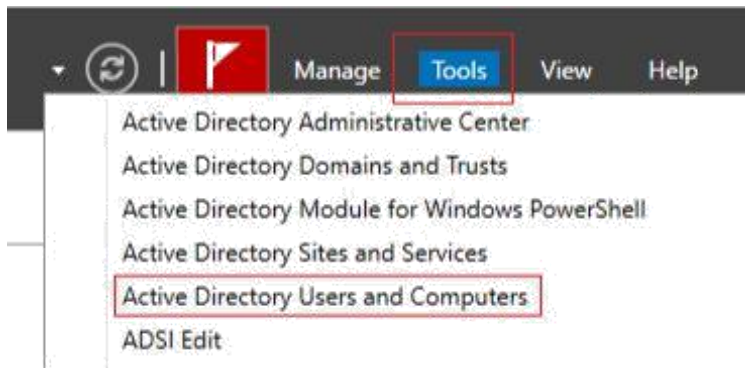 Manage Tools View Help
Active Directory Administrative Center
Active Directory Domains and Trusts
Active Directory Module for Windows PowerShell
Active Directory Sites and Services
Active Directory Users and Computers
ADSI Edit